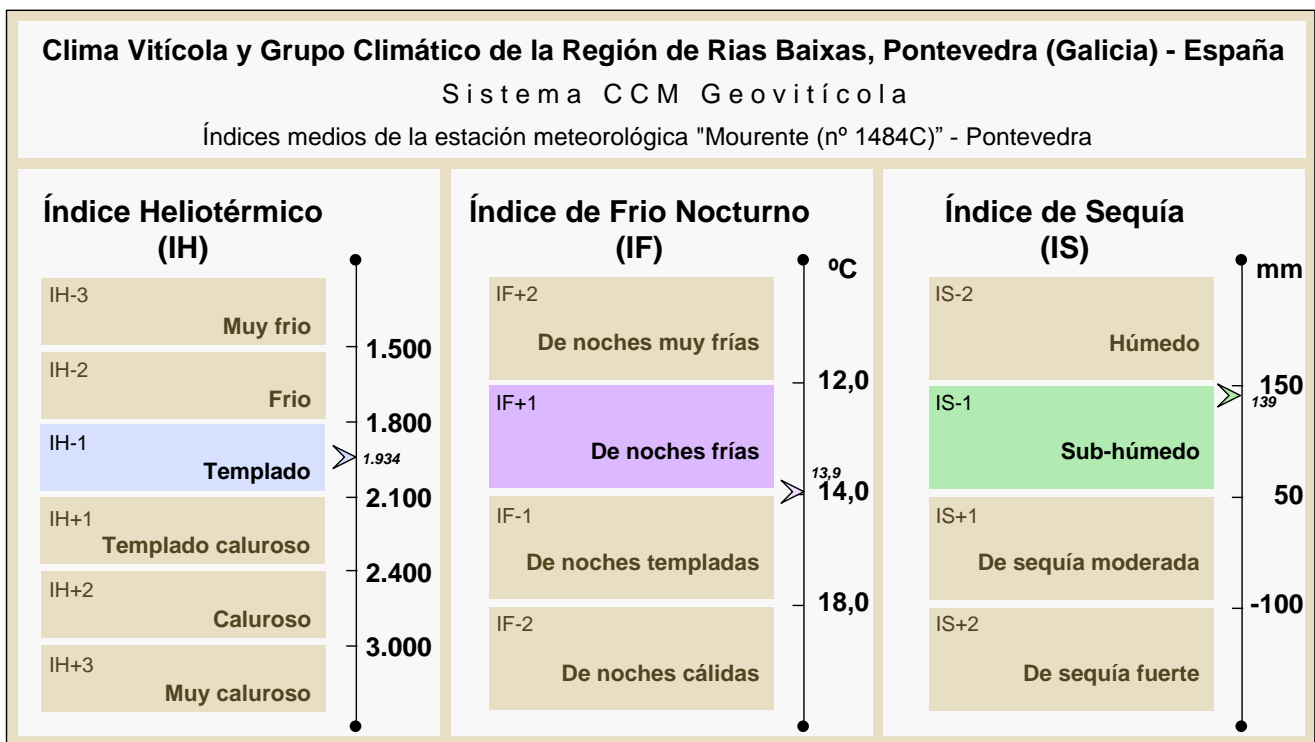 Clima Vitícola y Grupo Climático de la Región de Rias Baixas, Pontevedra (Galicia) - España
Sistema CCM Geovitícola
Índices medios de la estación meteorológica "Mourente (nº 1484C)” - Pontevedra
Índice Heliotérmico
(IH)
IH-3
Muy frio
1.500
IH-2
Frio
1.800
IH-1
Templado
1.934
2.100
IH+1
Templado caluroso
2.400
IH+2
Caluroso
3.000
IH+3
Muy caluroso
Índice de Frio Nocturno
(IF)
ºC
IF+2
De noches muy frías
12,0
IF+1
De noches frías
13,9
14,0
IF-1
De noches templadas
18,0
IF-2
De noches cálidas
Índice de Sequía
(IS)
mm
IS-2
Húmedo
150
139
IS-1
Sub-húmedo
50
IS+1
De sequía moderada
-100
IS+2
De sequía fuerte